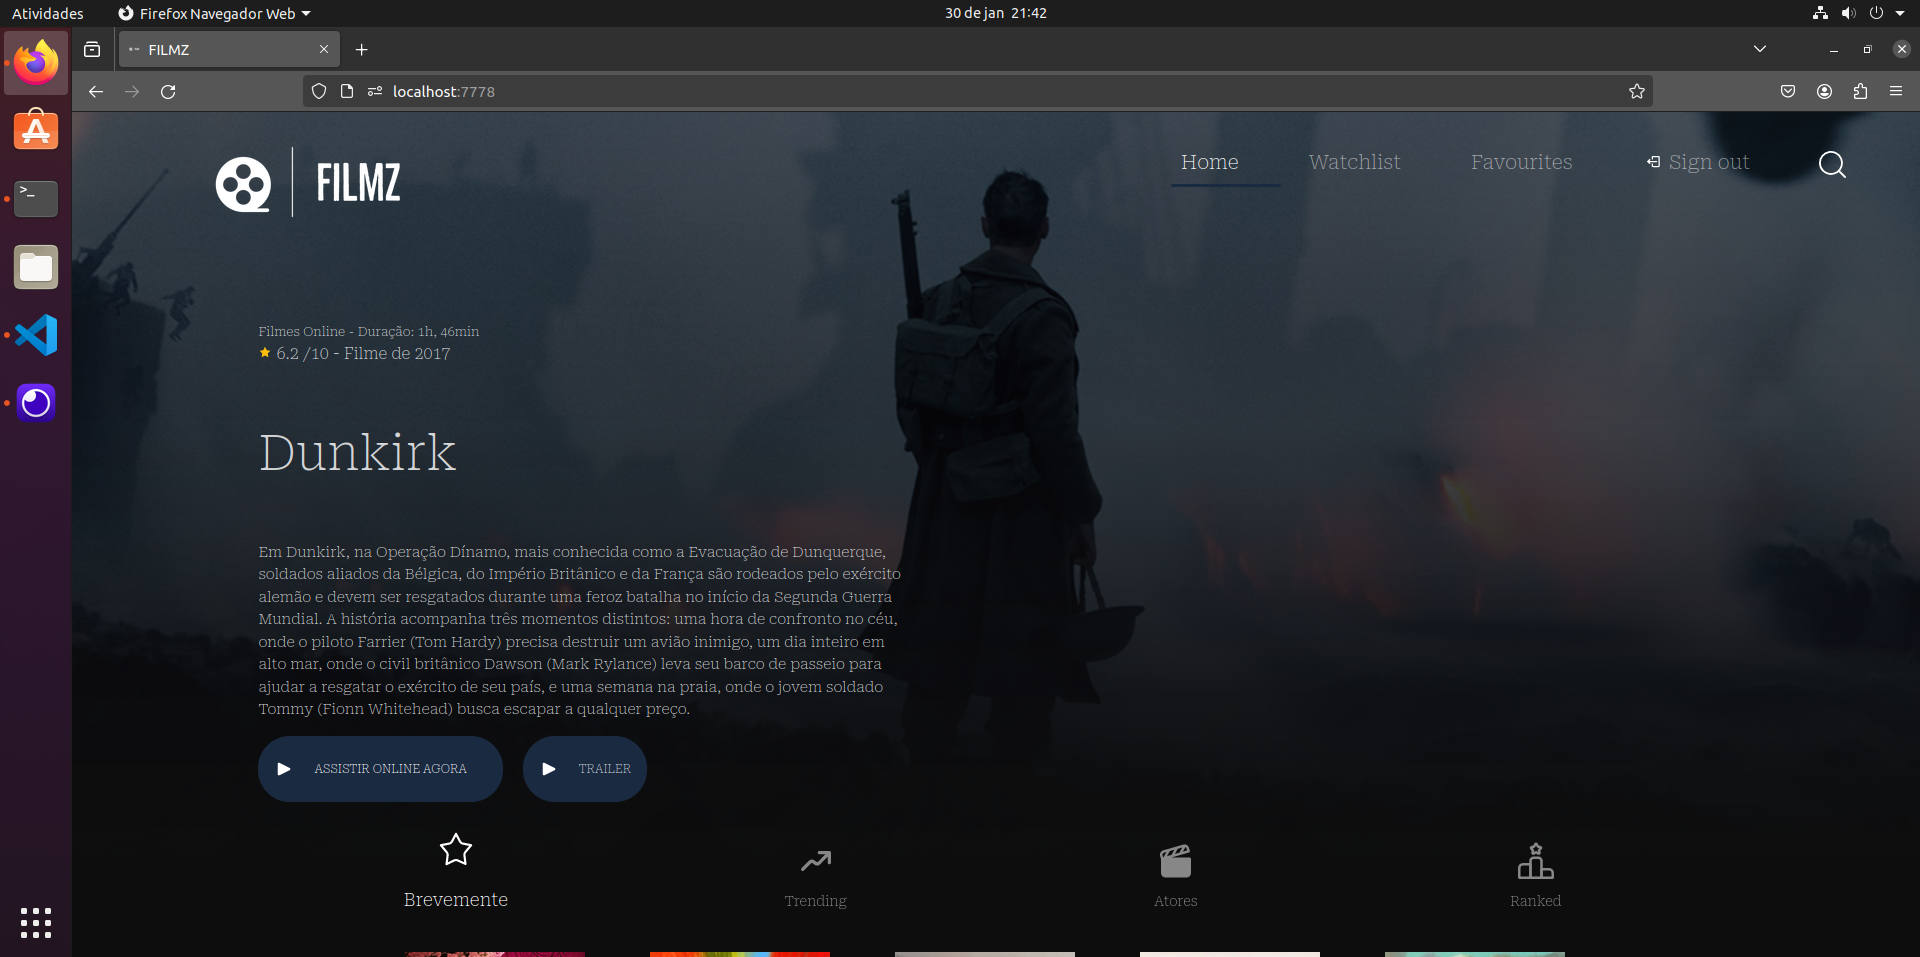 Atividades
Firefox Navegador Web
30 de jan 21:42
FILMZ
localhost:7778
FILMZ
Home
Watchlist
Favourites
Sign out
Filmes Online - Duração: 1h, 46min
6.2 /10 - Filme de 2017
Dunkirk
Em Dunkirk, na Operação Dínamo, mais conhecida como a Evacuação de Dunquerque,
soldados aliados da Bélgica, do Império Britânico e da França são rodeados pelo exército
alemão e devem ser resgatados durante uma feroz batalha no início da Segunda Guerra
Mundial. A história acompanha três momentos distintos: uma hora de confronto no céu,
onde o piloto Farrier (Tom Hardy) precisa destruir um avião inimigo, um dia inteiro em
alto mar, onde o civil britânico Dawson (Mark Rylance) leva seu barco de passeio para
ajudar a resgatar o exército de seu país, e uma semana na praia, onde o jovem soldado
Tommy (Fionn Whitehead) busca escapar a qualquer preço.
ASSISTIR ONLINE AGORA
TRAILER
Brevemente
Trending
Atores
Ranked